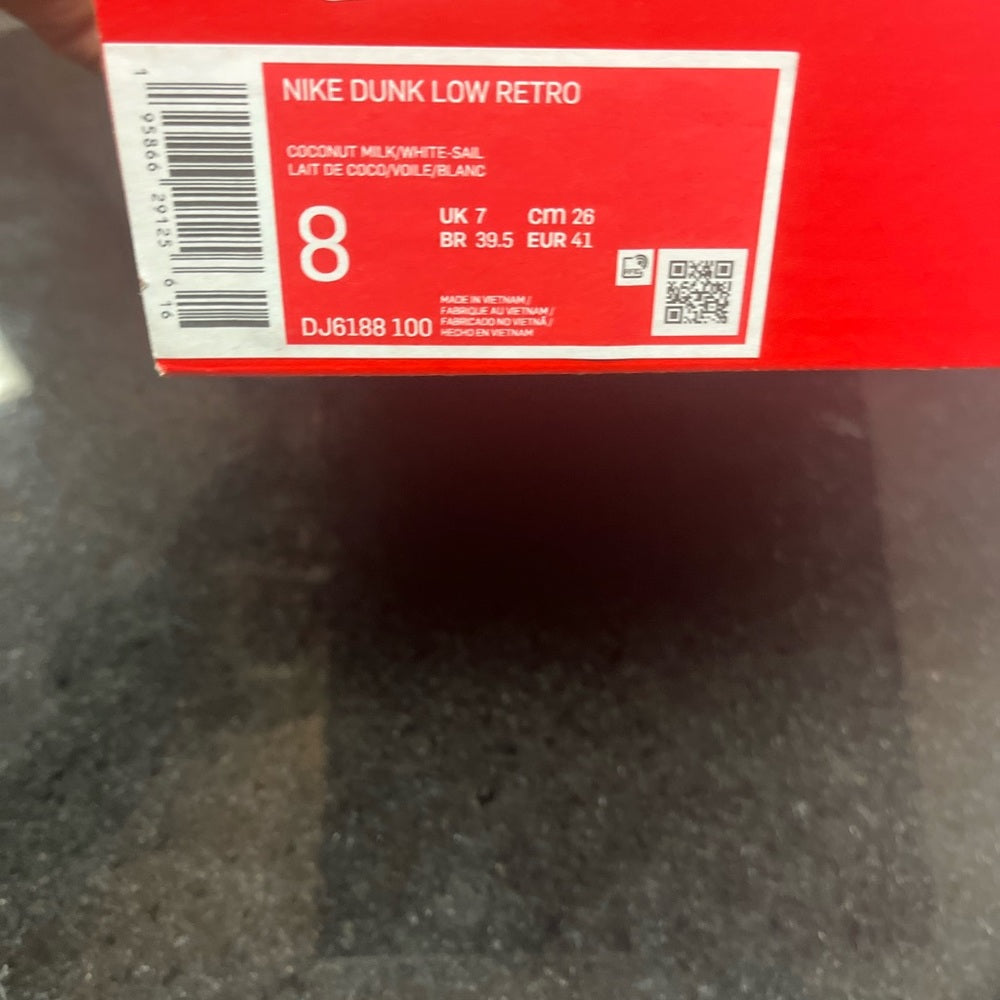 NIKE DUNK LOW RETRO
COCONUT MILK/WHITE-SAIL
LAIT DE COCO/VOILE/BLANC
8
UK 7 cm 26
BR 39.5 EUR 41
DJ6188 100
MADE IN VIETNAM /
FABRIQUE AU VIETNAM /
FABRICADO NO VIETNÃ /
HECHO EN VIETNAM
1 95866 29125 6 16